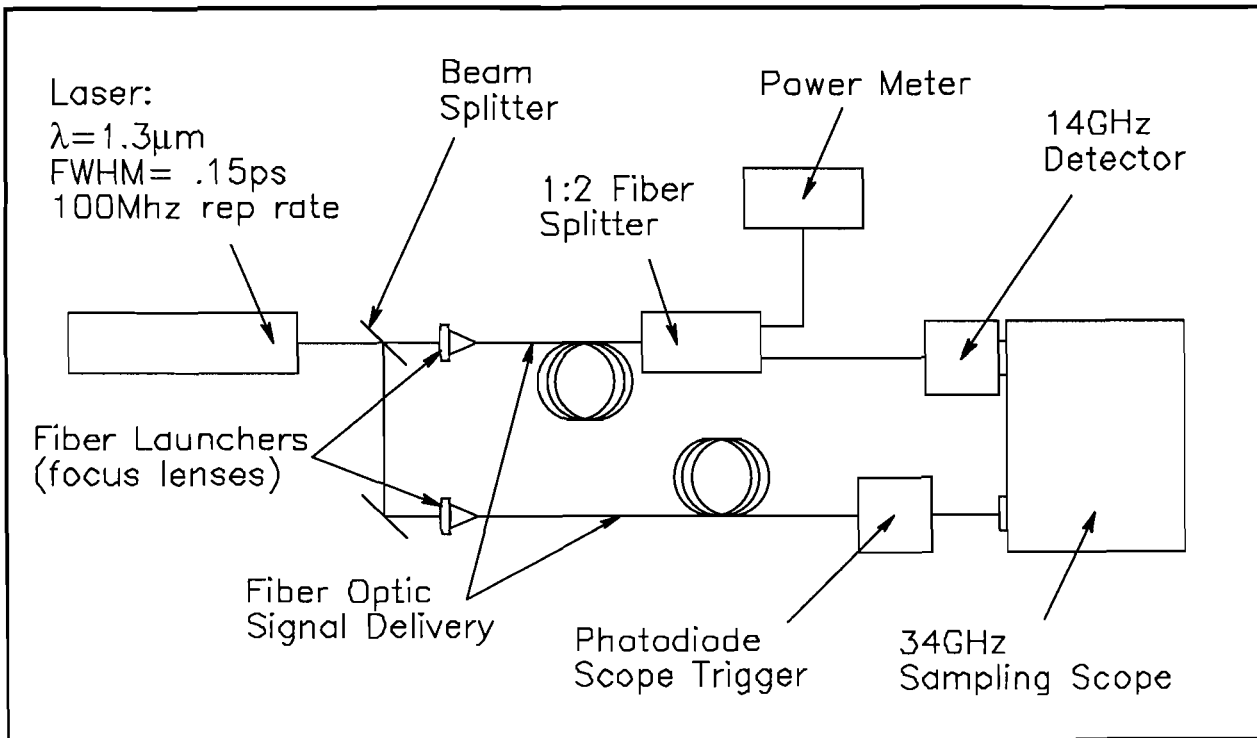 Laser:
λ=1.3μm
FWHM= .15ps
100Mhz rep rate
Beam
Splitter
Power Meter
14GHz
Detector
1:2 Fiber
Splitter
Fiber Launchers
(focus lenses)
Fiber Optic
Signal Delivery
Photodiode
Scope Trigger
34GHz
Sampling Scope